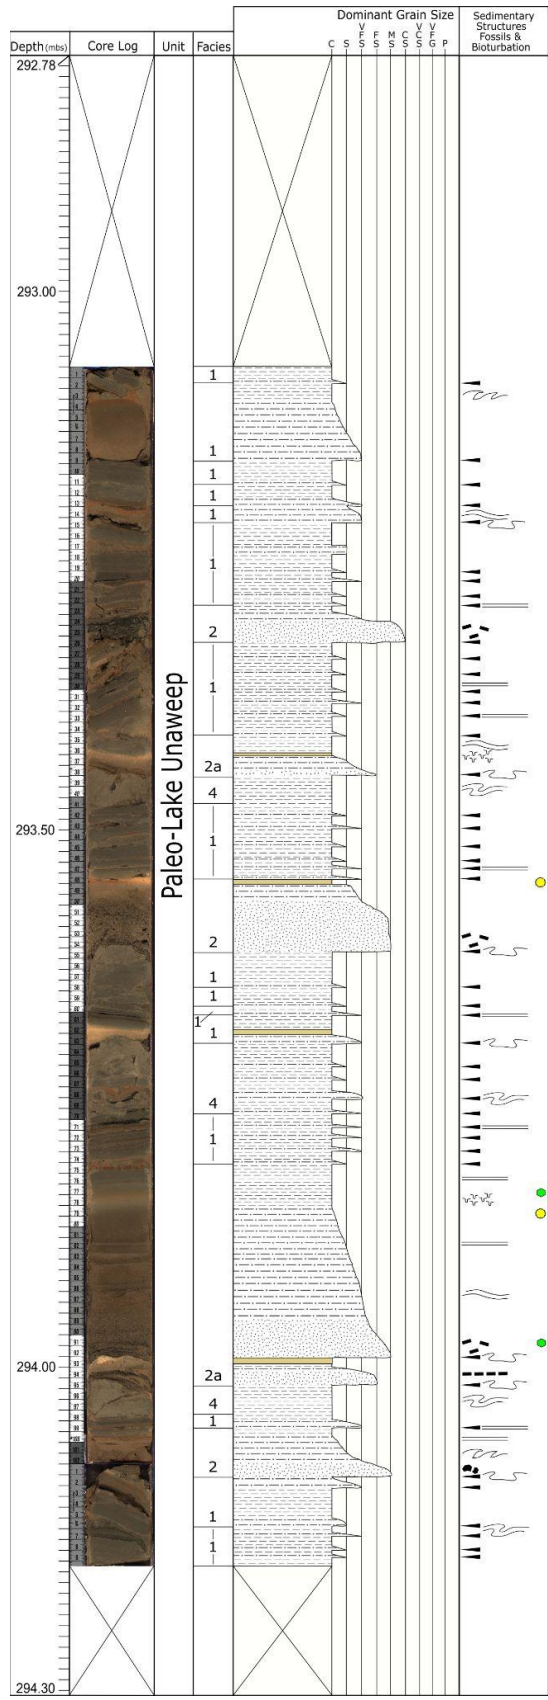 Dominant Grain Size
Sedimentary
Structures
Fossils &
Bioturbation
Depth (mbs)
Core Log
Unit
Facies
C S VFS FS MS CS VCS VFG P
292.78
293.00
1
1
1
1
1
2
1
2a
4
293.50
1
2
1
1
1
1
4
1
294.00
2a
4
1
2
1
1
294.30
Paleo-Lake Unaweep